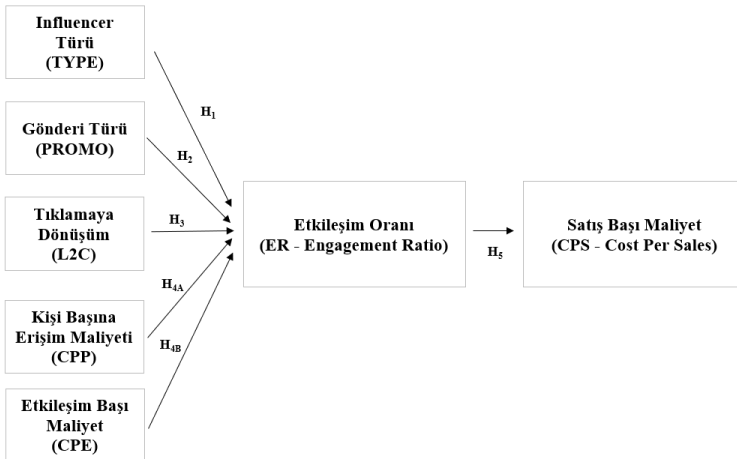 Influencer
Türü
(TYPE)
H1
Gönderi Türü
(PROMO)
H2
Tıklamaya
Dönüşüm
(L2C)
H3
Kişi Başına
Erişim Maliyeti
(CPP)
H4A
Etkileşim Başı
Maliyet
(CPE)
H4B
Etkileşim Oranı
(ER - Engagement Ratio)
H5
Satış Başı Maliyet
(CPS - Cost Per Sales)